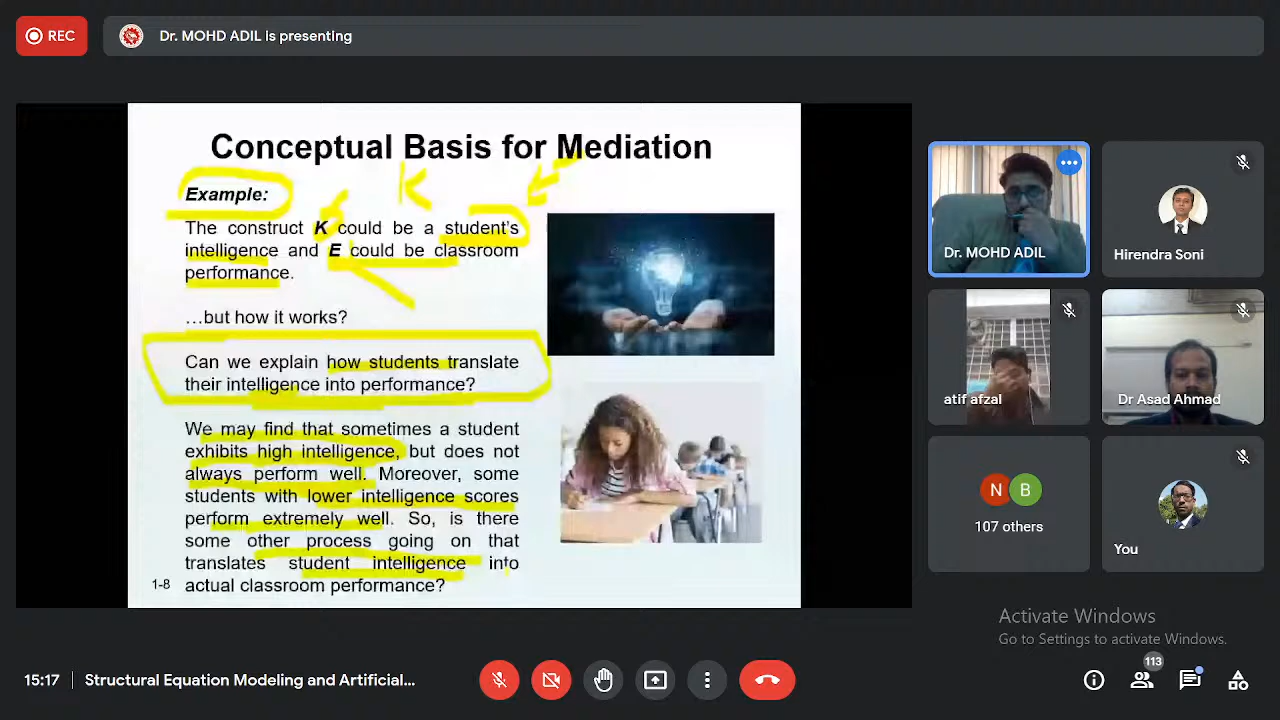 REC
Dr. MOHD ADIL is presenting
Conceptual Basis for Mediation
K
Example:
The construct K could be a student's
intelligence and E could be classroom
performance.
...but how it works?
Can we explain how students translate
their intelligence into performance?
We may find that sometimes a student
exhibits high intelligence, but does not
always perform well. Moreover, some
students with lower intelligence scores
perform extremely well. So, is there
some other process going on that
translates student intelligence into
actual classroom performance?
1-8
Dr. MOHD ADIL
Hirendra Soni
atif afzal
Dr Asad Ahmad
N B
107 others
You
Activate Windows
Go to Settings to activate Windows.
15:17 | Structural Equation Modeling and Artificial...
113